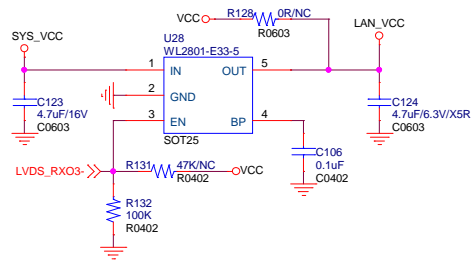 VCC
R128
0R/NC
R0603
SYS_VCC
LAN_VCC
U28
WL2801-E33-5
1
IN
OUT
5
2
GND
3
EN
BP
4
SOT25
C123
4.7uF/16V
C0603
C124
4.7uF/6.3V/X5R
C0603
LVDS_RXO3-
R131
47K/NC
R0402
VCC
C106
0.1uF
C0402
R132
100K
R0402